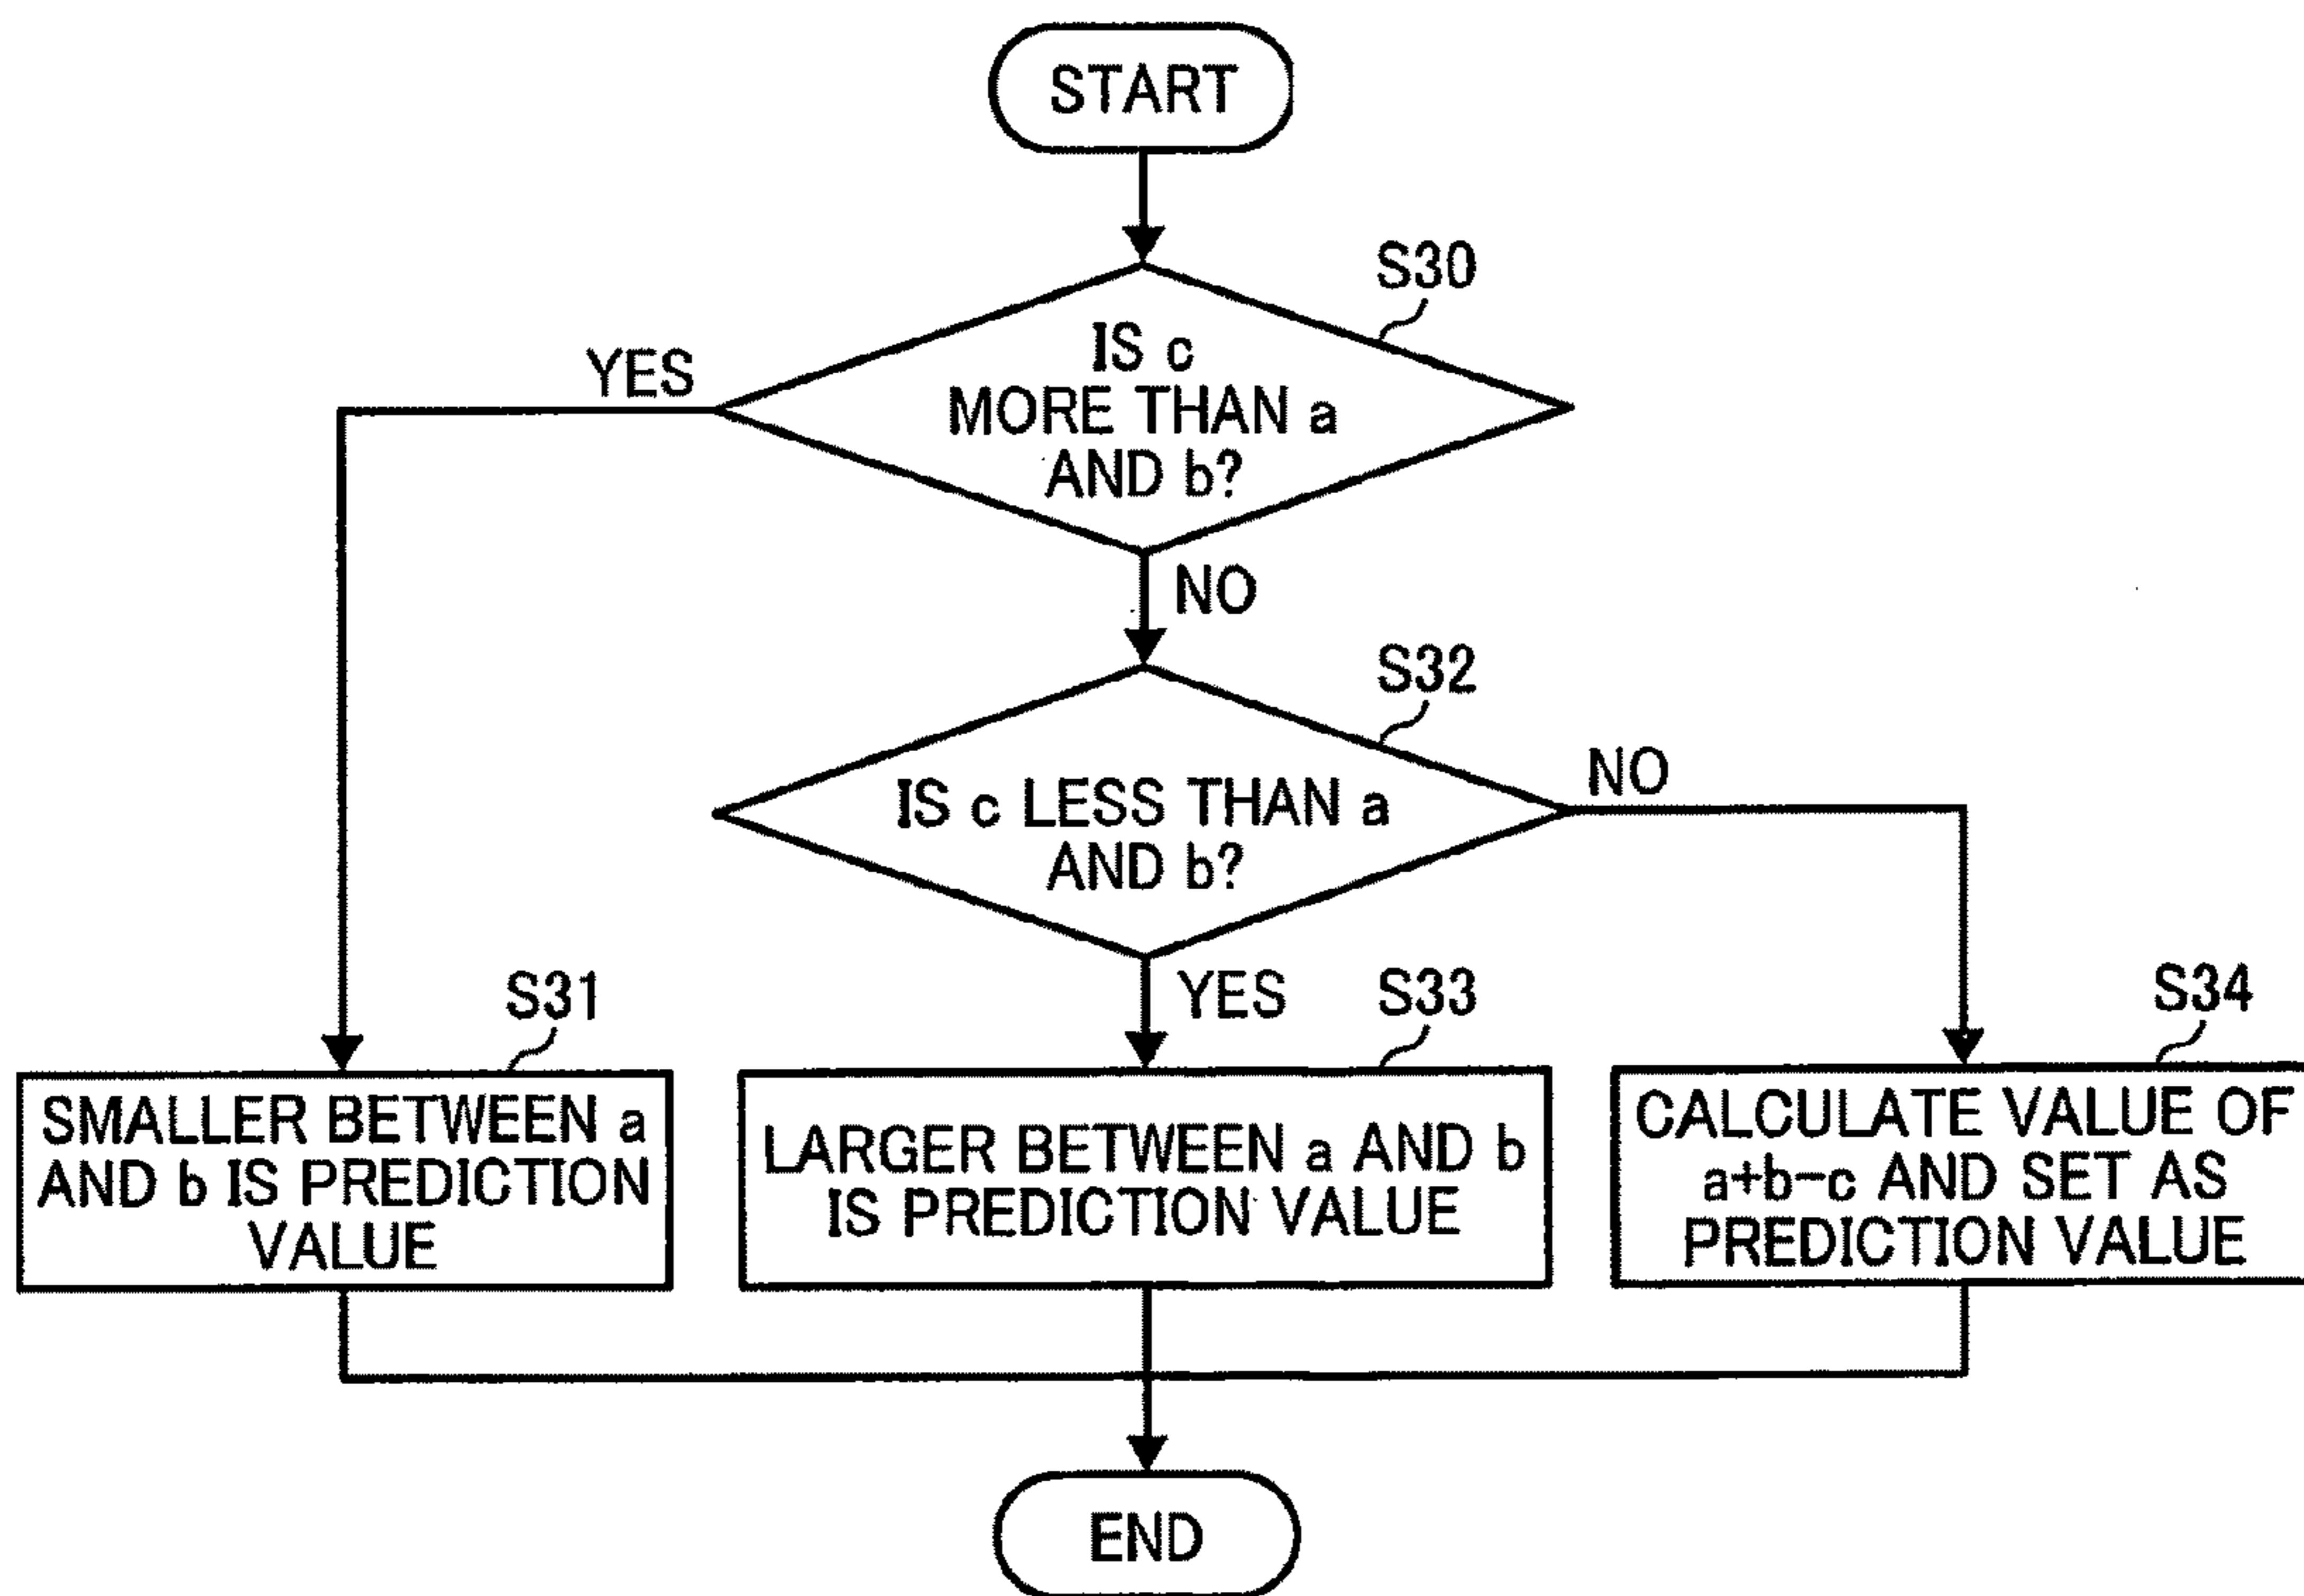 START
S30
IS c
MORE THAN a
AND b?
YES
NO
S32
IS c LESS THAN a
AND b?
NO
YES
S31
SMALLER BETWEEN a
AND b IS PREDICTION
VALUE
S33
LARGER BETWEEN a AND b
IS PREDICTION VALUE
S34
CALCULATE VALUE OF
a+b-c AND SET AS
PREDICTION VALUE
END